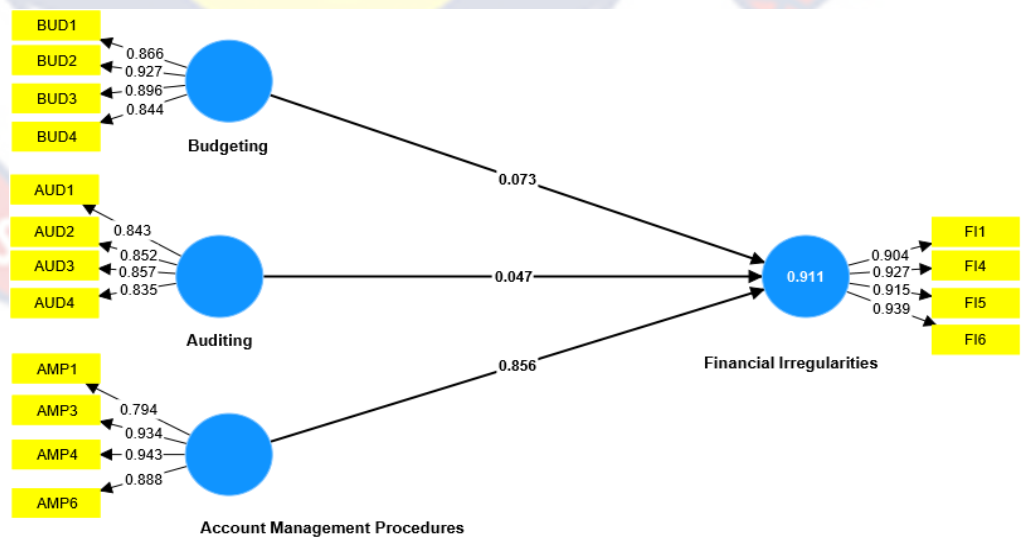 BUD1
0.866
BUD2
0.927
BUD3
0.896
BUD4
0.844
Budgeting
0.073
AUD1
0.843
AUD2
0.852
AUD3
0.857
AUD4
0.835
Auditing
0.047
AMP1
0.794
AMP3
0.934
AMP4
0.943
AMP6
0.888
Account Management Procedures
0.856
0.911
Financial Irregularities
FI1
0.904
FI4
0.927
FI5
0.915
FI6
0.939